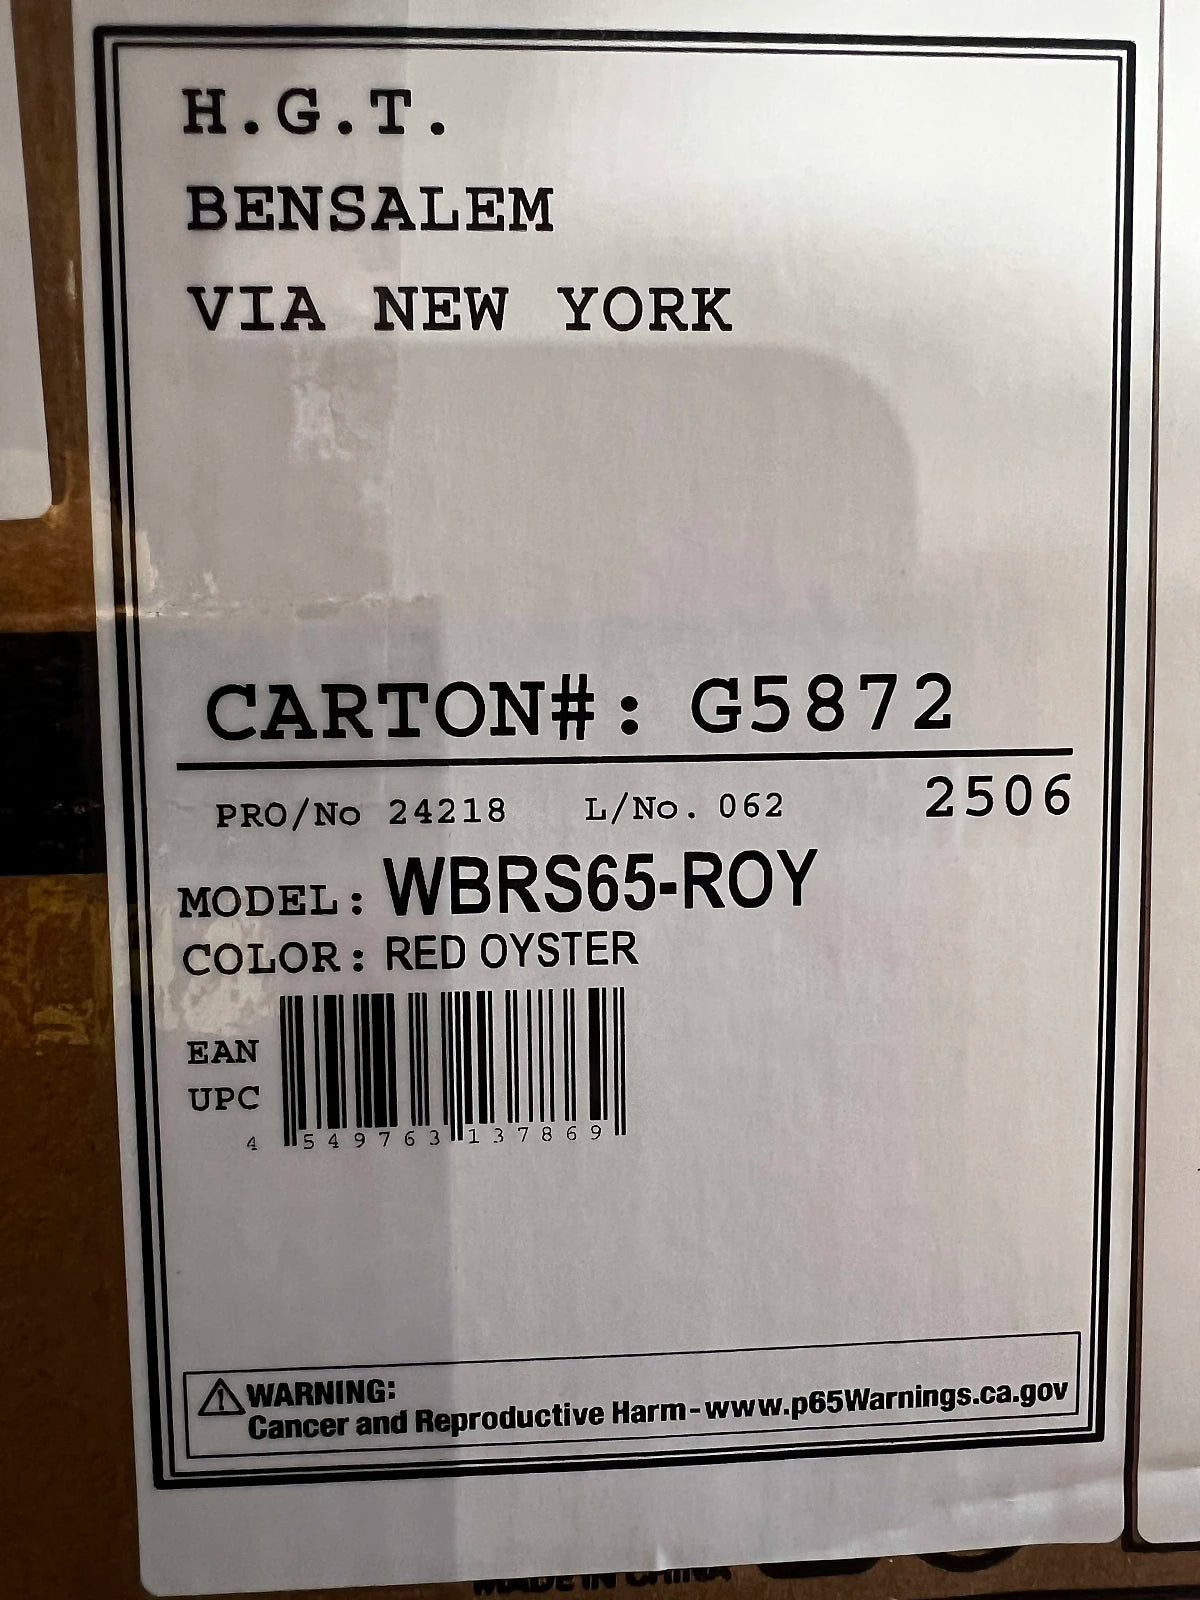 H.G.T.
BENSALEM
VIA NEW YORK
CARTON#: G5872
PRO/No 24218 L/No. 062 2506
MODEL: WBRS65-ROY
COLOR: RED OYSTER
EAN
UPC
4 549763 137869
WARNING:
Cancer and Reproductive Harm-www.p65Warnings.ca.gov
MADE IN CHINA